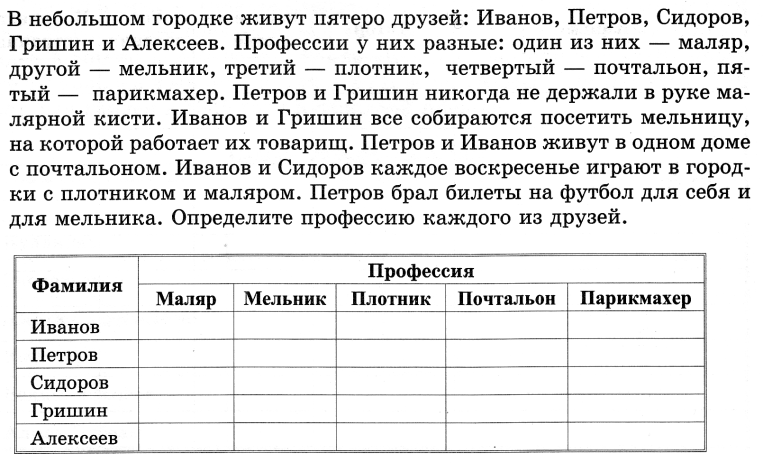 В небольшом городке живут пятеро друзей: Иванов, Петров, Сидоров,
Гришин и Алексеев. Профессии у них разные: один из них — маляр,
другой — мельник, третий — плотник, четвертый — почтальон, пя-
тый — парикмахер. Петров и Гришин никогда не держали в руке ма-
лярной кисти. Иванов и Гришин все собираются посетить мельницу,
на которой работает их товарищ. Петров и Иванов живут в одном доме
с почтальоном. Иванов и Сидоров каждое воскресенье играют в город-
ки с плотником и маляром. Петров брал билеты на футбол для себя и
для мельника. Определите профессию каждого из друзей.
Фамилия Профессия
Маляр Мельник Плотник Почтальон Парикмахер
Иванов
Петров
Сидоров
Гришин
Алексеев